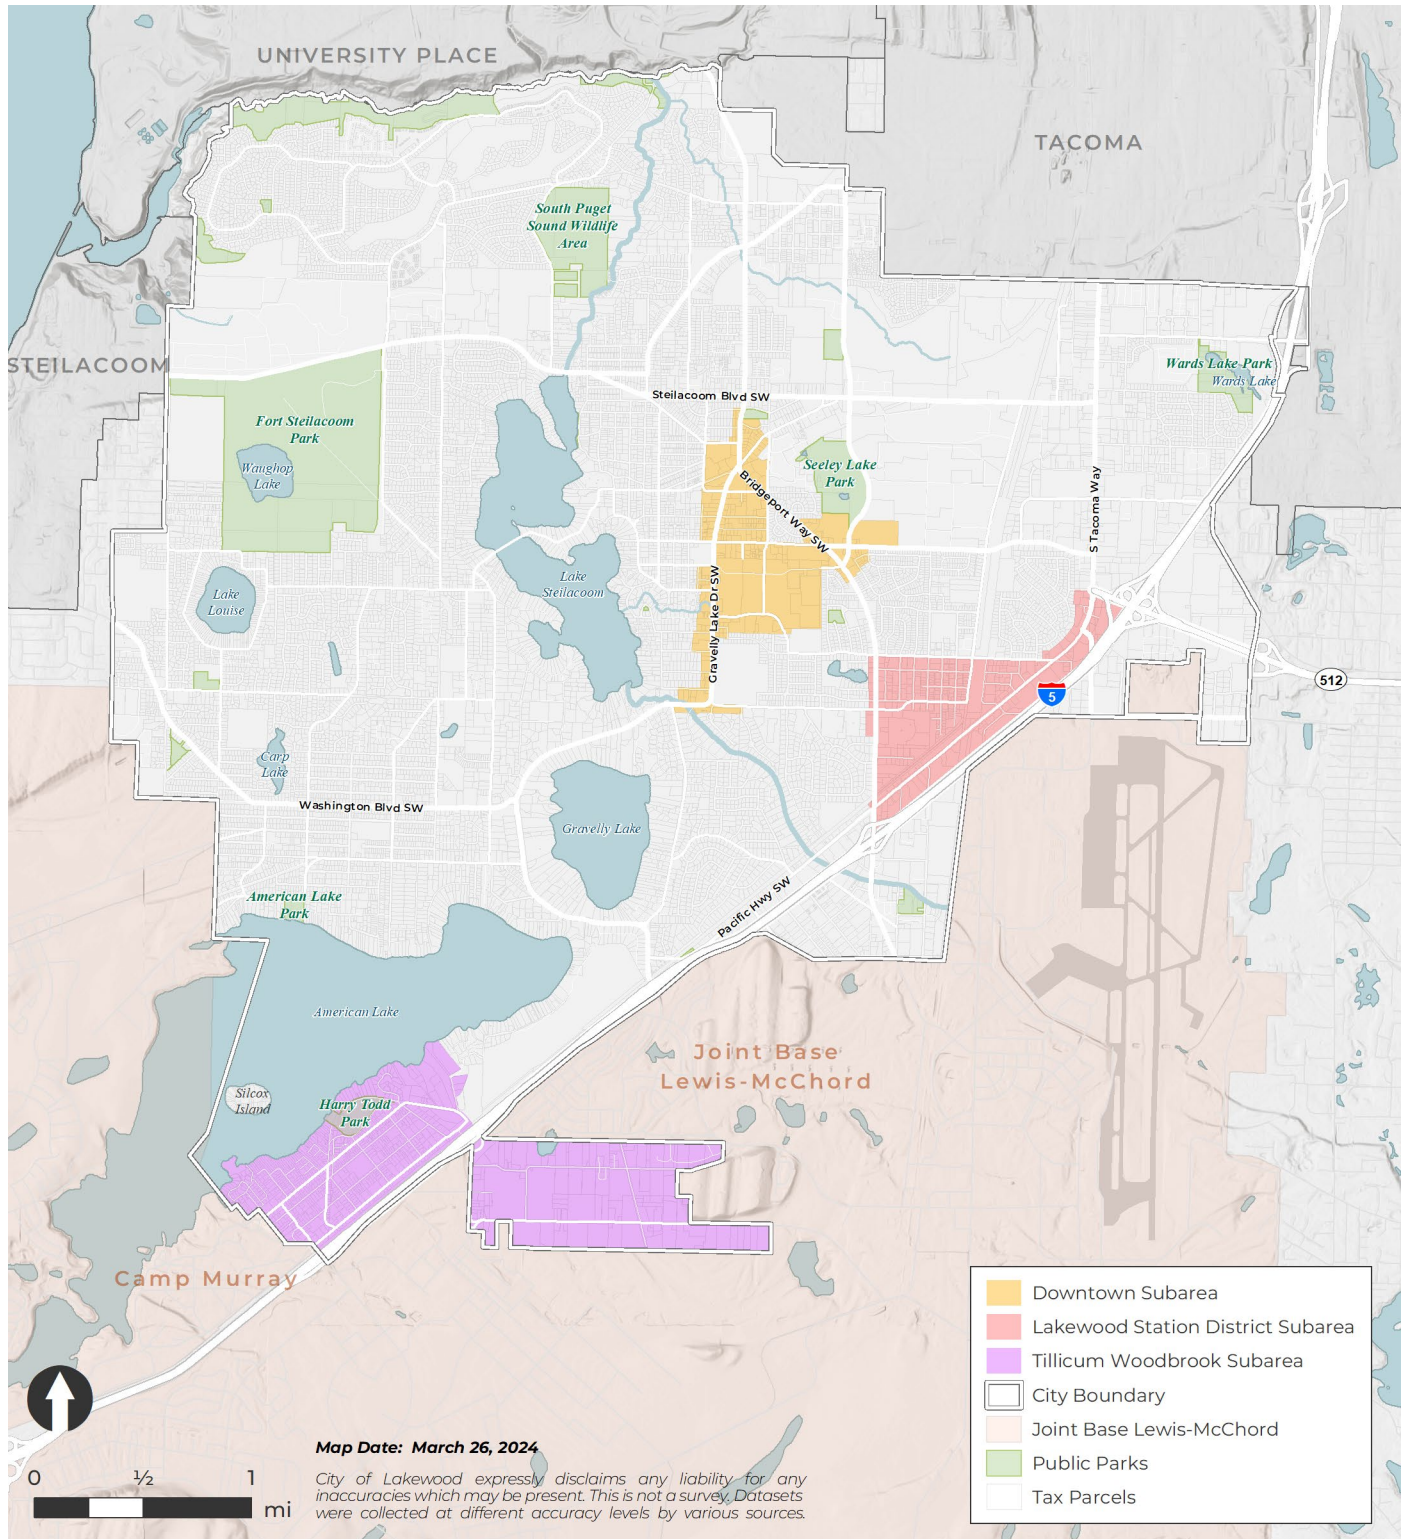 UNIVERSITY PLACE
TACOMA
South Puget
Sound Wildlife
Area
STEILACOOM
Wards Lake Park
Wards Lake
Steilacoom Blvd SW
Fort Steilacoom
Park
Waughop
Lake
Seeley Lake
Park
Bridgeport Way SW
S Tacoma Way
Lake
Steilacoom
Lake
Louise
Gravelly Lake Dr SW
512
5
Carp
Lake
Washington Blvd SW
Gravelly Lake
American Lake
Park
Pacific Hwy SW
American Lake
Joint Base
Lewis-McChord
Silcox
Island
Harry Todd
Park
Camp Murray
Downtown Subarea
Lakewood Station District Subarea
Tillicum Woodbrook Subarea
City Boundary
Joint Base Lewis-McChord
Public Parks
Tax Parcels
Map Date: March 26, 2024
City of Lakewood expressly disclaims any liability for any
inaccuracies which may be present. This is not a survey. Datasets
were collected at different accuracy levels by various sources.
0 ½ 1
mi